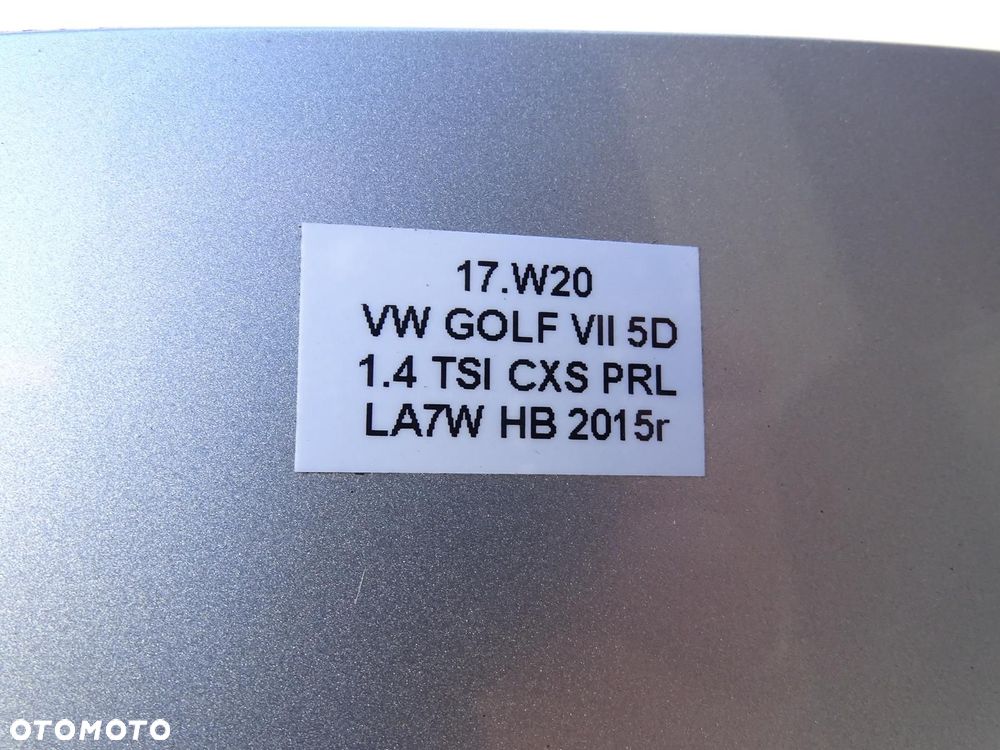 17.W20
VW GOLF VII 5D
1.4 TSI CXS PRL
LA7W HB 2015r
OTOMOTO